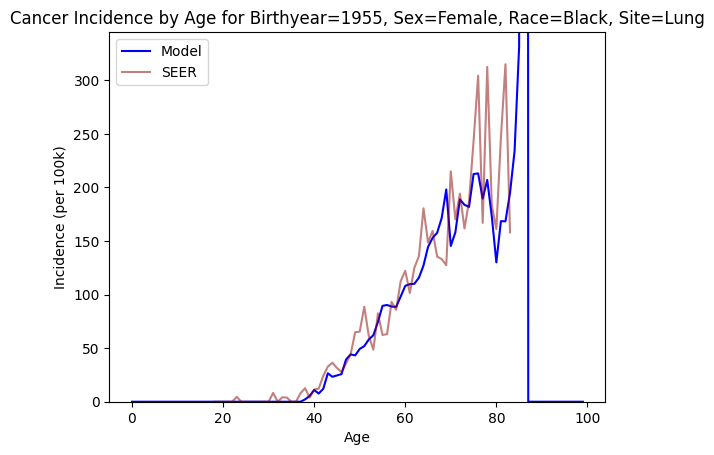 Cancer Incidence by Age for Birthyear=1955, Sex=Female, Race=Black, Site=Lung
Model
SEER
Incidence (per 100k)
300
250
200
150
100
50
0
0 20 40 60 80 100
Age